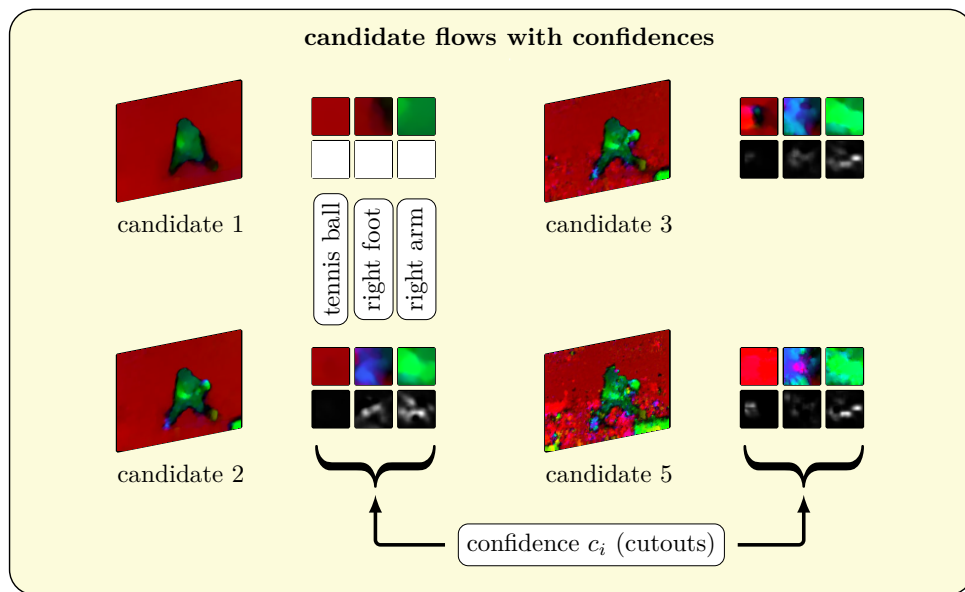 candidate flows with confidences
candidate 1
tennis ball
right foot
right arm
candidate 3
candidate 2
candidate 5
confidence c_i (cutouts)